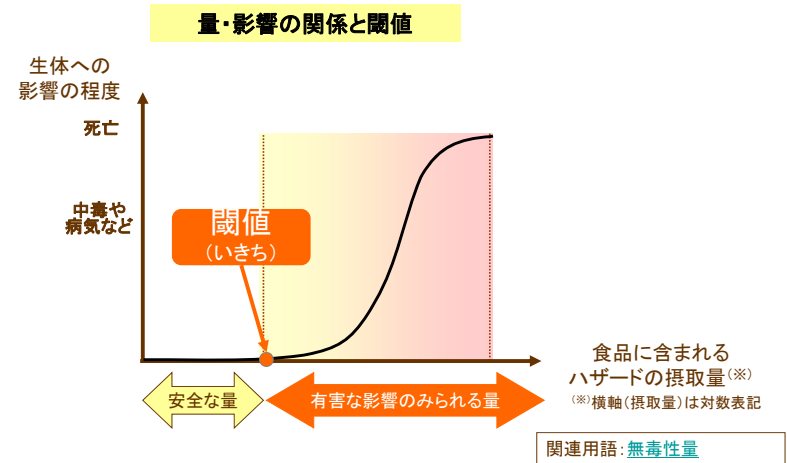 量・影響の関係と閾値
生体への
影響の程度
死亡
中毒や
病気など
閾値
（いきち）
食品に含まれる
ハザードの摂取量(※)
(※)横軸（摂取量）は対数表記
安全な量
有害な影響のみられる量
関連用語：無毒性量